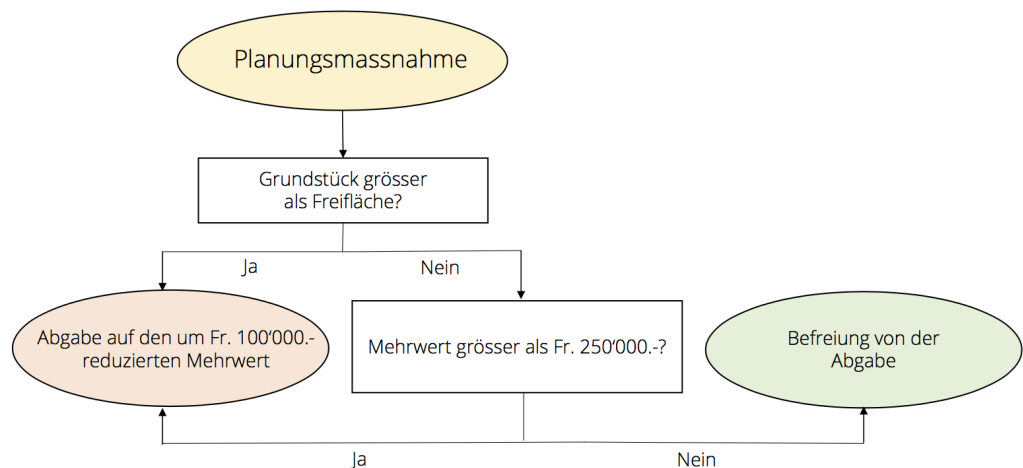 Planungsmassnahme
Grundstück grösser
als Freifläche?
Ja
Nein
Abgabe auf den um Fr. 100‘000.-
reduzierten Mehrwert
Mehrwert grösser als Fr. 250‘000.-?
Befreiung von der
Abgabe
Ja
Nein